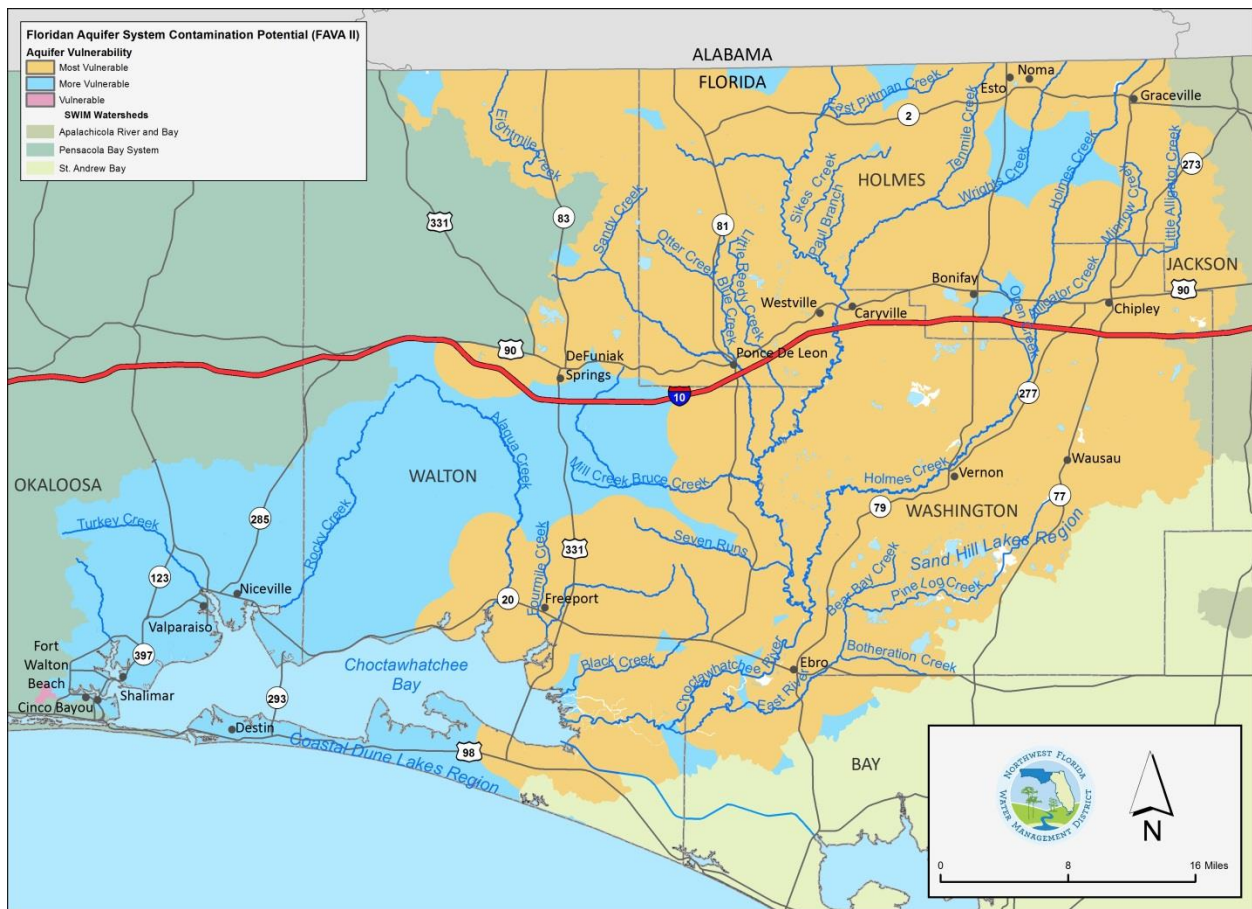 Floridan Aquifer System Contamination Potential (FAVA II)
Aquifer Vulnerability
Most Vulnerable
More Vulnerable
Vulnerable
SWIM Watersheds
Apalachicola River and Bay
Pensacola Bay System
St. Andrew Bay
ALABAMA
FLORIDA
Noma
Esto
Graceville
East Pittman Creek
2
Eightmile Creek
Tenmile Creek
Wrights Creek
Holmes Creek
273
HOLMES
331
83
81
Sandy Creek
Sikes Creek
Paul Branch
Minnow Creek
Little Alligator Creek
Otter Creek
Blue Creek
Little Reedy Creek
JACKSON
Bonifay
90
Westville
Caryville
Open Creek
Alligator Creek
Chipley
90
DeFuniak
Springs
Ponce De Leon
10
277
Alaqua Creek
WALTON
Mill Creek
Bruce Creek
Holmes Creek
Vernon
Wausau
OKALOOSA
285
79
WASHINGTON
77
Turkey Creek
Rocky Creek
Seven Runs
Sand Hill Lakes Region
331
Fourmile Creek
Bear Bay Creek
Pine Log Creek
123
Niceville
20
Freeport
Valparaiso
Fort
Walton
Beach
397
Choctawhatchee
Bay
Black Creek
Choctawhatchee River
Ebro
Botheration Creek
East River
Shalimar
Cinco Bayou
293
Destin
Coastal Dune Lakes Region
98
BAY
NORTHWEST FLORIDA
WATER MANAGEMENT DISTRICT
N
0 8 16 Miles